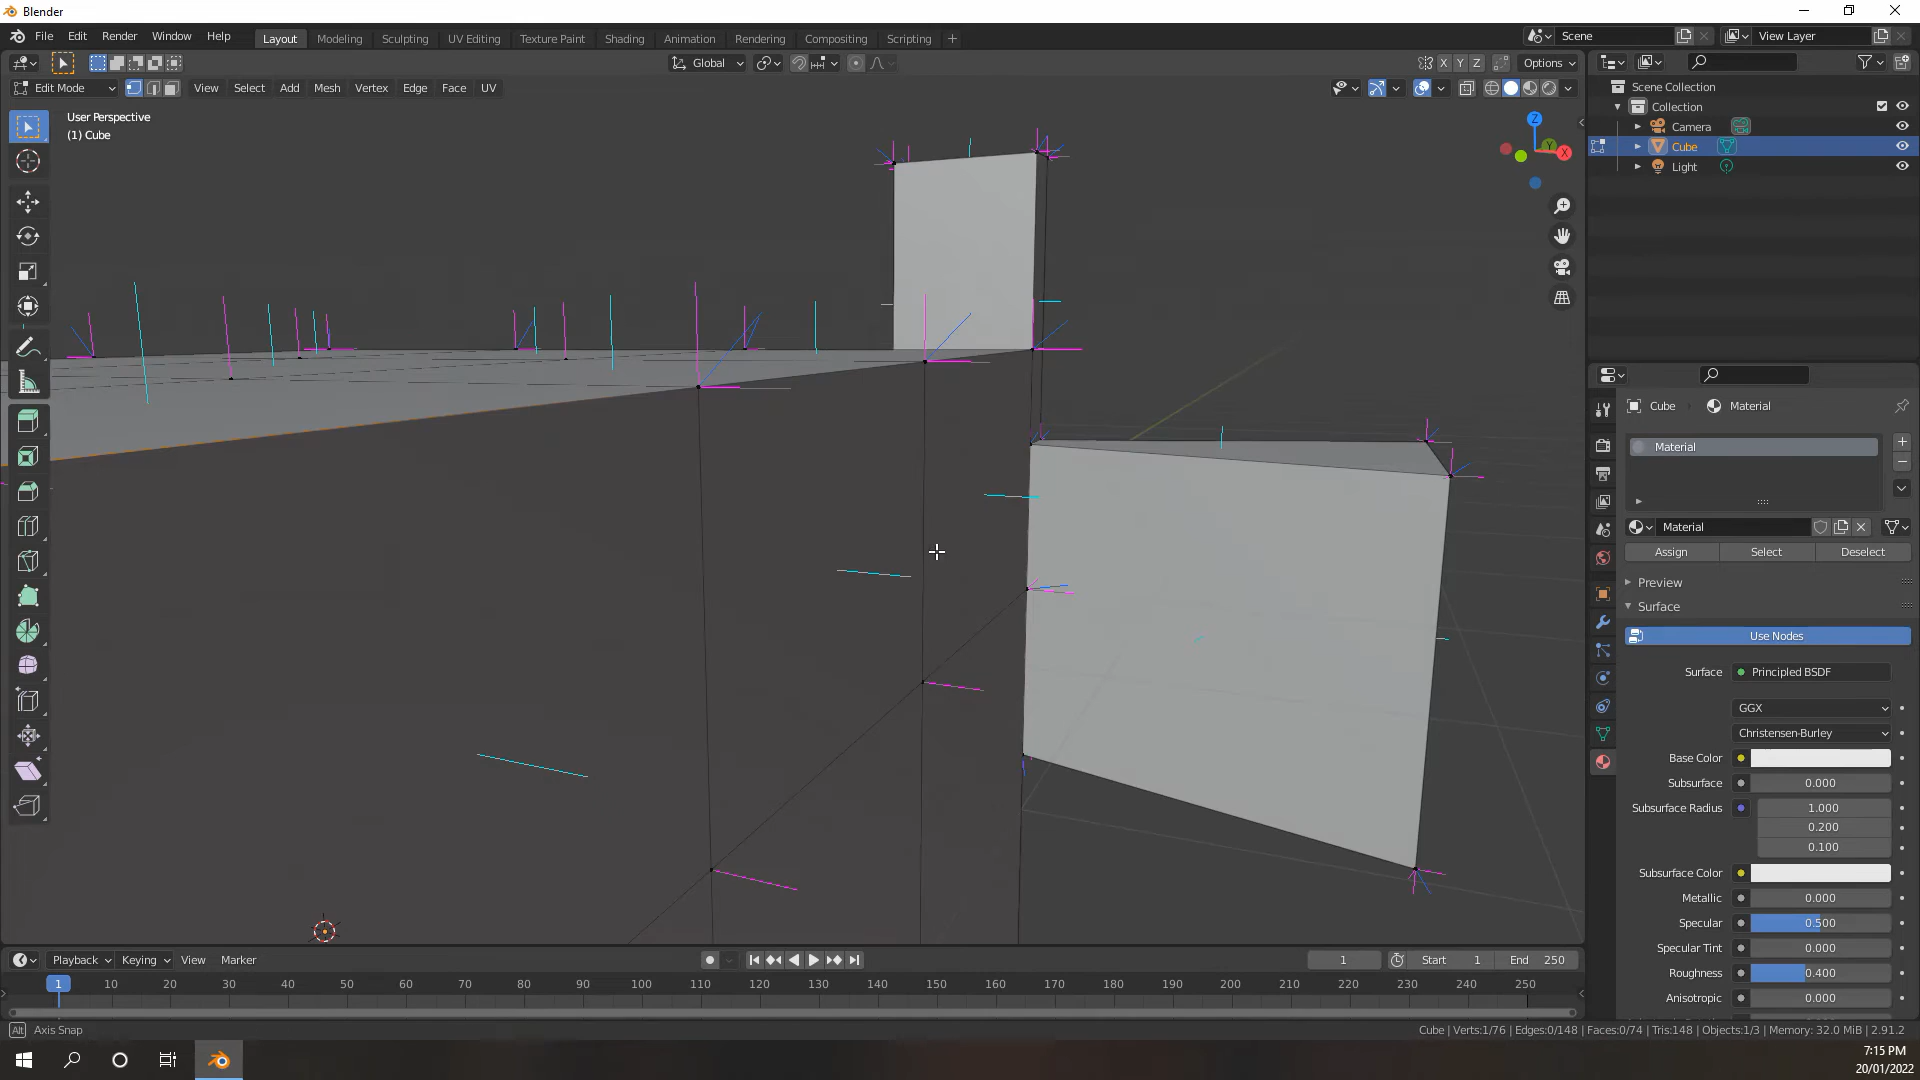 Blender
File Edit Render Window Help
Layout Modeling Sculpting UV Editing Texture Paint Shading Animation Rendering Compositing Scripting +
Scene
View Layer
Global
X Y Z
Options
Edit Mode
View Select Add Mesh Vertex Edge Face UV
User Perspective
(1) Cube
Z
Y
X
Scene Collection
Collection
Camera
Cube
Light
Cube
Material
Material
Material
Assign
Select
Deselect
Preview
Surface
Use Nodes
Surface Principled BSDF
GGX
Christensen-Burley
Base Color
Subsurface 0.000
Subsurface Radius 1.000
0.200
0.100
Subsurface Color
Metallic 0.000
Specular 0.500
Specular Tint 0.000
Roughness 0.400
Anisotropic 0.000
Playback Keying View Marker
1
Start 1
End 250
1 10 20 30 40 50 60 70 80 90 100 110 120 130 140 150 160 170 180 190 200 210 220 230 240 250
Alt Axis Snap
Cube | Verts:1/76 | Edges:0/148 | Faces:0/74 | Tris:148 | Objects:1/3 | Memory: 32.0 MiB | 2.91.2
7:15 PM
20/01/2022